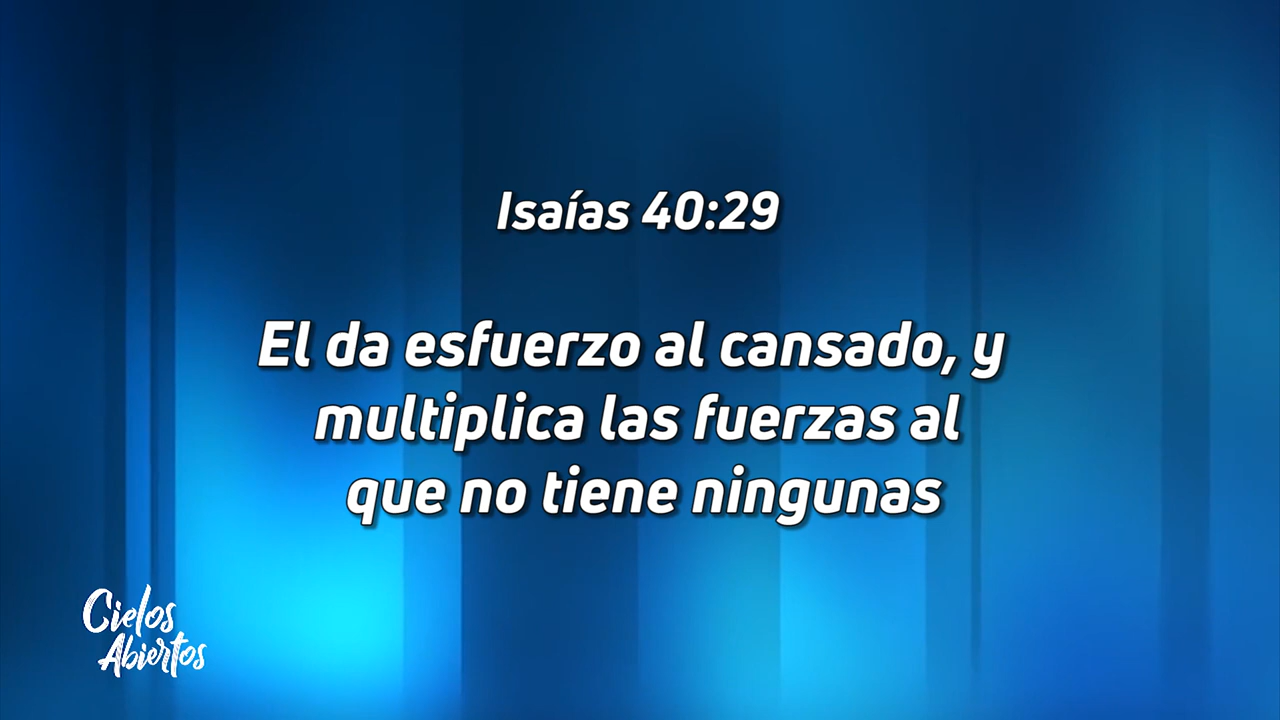 Isaías 40:29
El da esfuerzo al cansado, y
multiplica las fuerzas al
que no tiene ningunas
Cielos
Abiertos